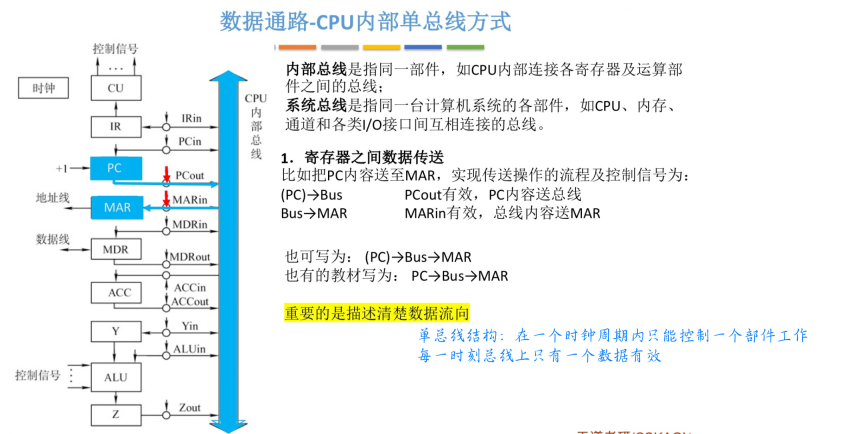 数据通路-CPU内部单总线方式
控制信号
···
时钟
CU
IR
IRin
PCin
+1
PC
PCout
地址线
MAR
MARin
MDRin
数据线
MDR
MDRout
ACC
ACCin
ACCout
Y
Yin
ALUin
控制信号
ALU
Z
Zout
CPU
内
部
总
线
内部总线是指同一部件，如CPU内部连接各寄存器及运算部
件之间的总线；
系统总线是指同一台计算机系统的各部件，如CPU、内存、
通道和各类I/O接口间互相连接的总线。
1．寄存器之间数据传送
比如把PC内容送至MAR，实现传送操作的流程及控制信号为：
(PC)→Bus PCout有效，PC内容送总线
Bus→MAR MARin有效，总线内容送MAR
也可写为： (PC)→Bus→MAR
也有的教材写为： PC→Bus→MAR
重要的是描述清楚数据流向
单总线结构：在一个时钟周期内只能控制一个部件工作
每一时刻总线上只有一个数据有效